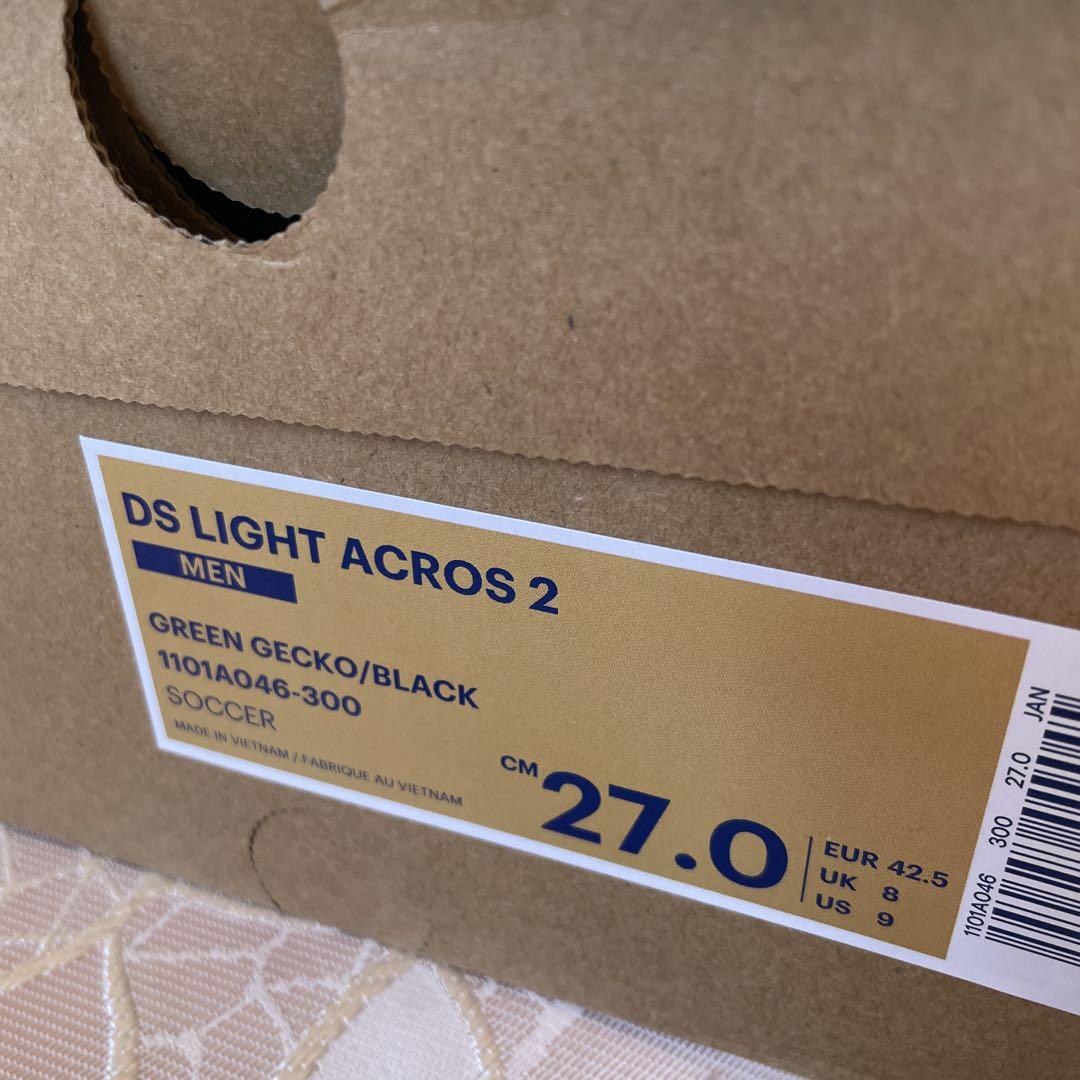 DS LIGHT ACROS 2
MEN
GREEN GECKO/BLACK
1101A046-300
SOCCER
MADE IN VIETNAM / FABRIQUE AU VIETNAM
CM 27.0
EUR 42.5
UK 8
US 9
1101A046 300 27.0 JAN